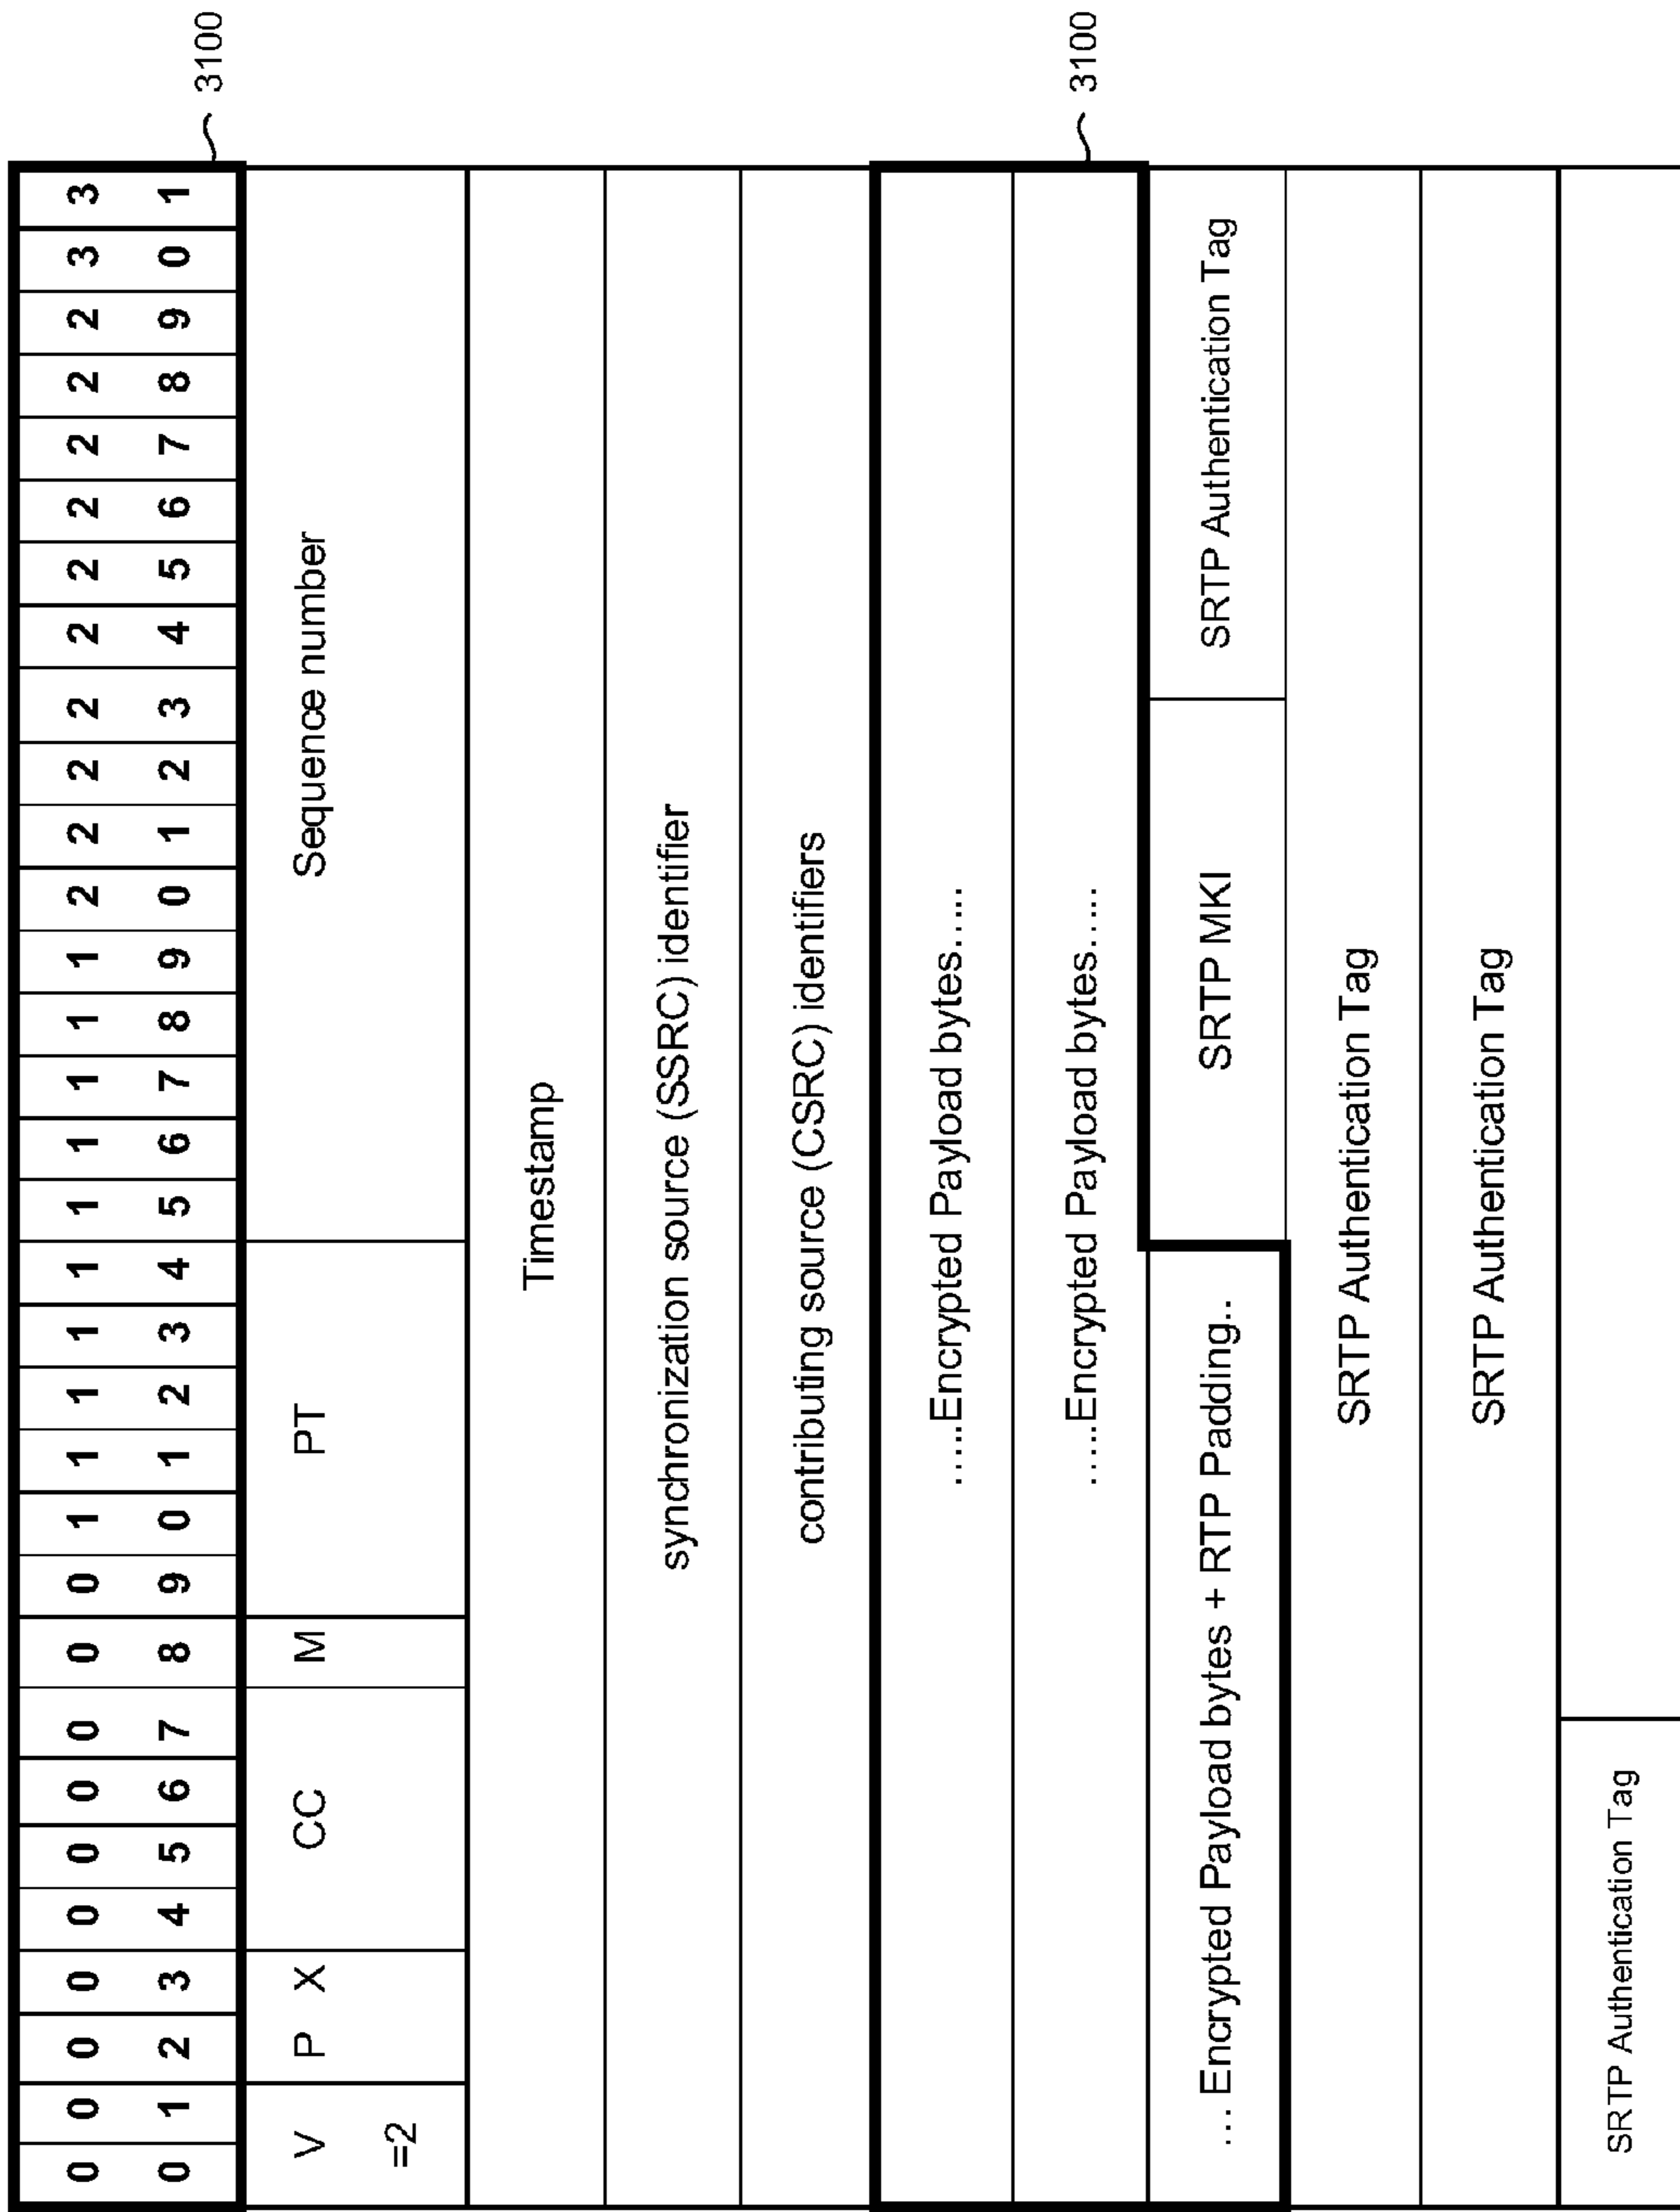 0 0 0 0 0 0 0 0 0 0 1 1 1 1 1 1 1 1 1 1 2 2 2 2 2 2 2 2 2 2 3 3
0 1 2 3 4 5 6 7 8 9 0 1 2 3 4 5 6 7 8 9 0 1 2 3 4 5 6 7 8 9 0 1
3100
V P X CC M PT Sequence number
=2
Timestamp
synchronization source (SSRC) identifier
contributing source (CSRC) identifiers
.....Encrypted Payload bytes.....
.....Encrypted Payload bytes.....
3100
... Encrypted Payload bytes + RTP Padding.. SRTP MKI SRTP Authentication Tag
SRTP Authentication Tag
SRTP Authentication Tag
SRTP Authentication Tag